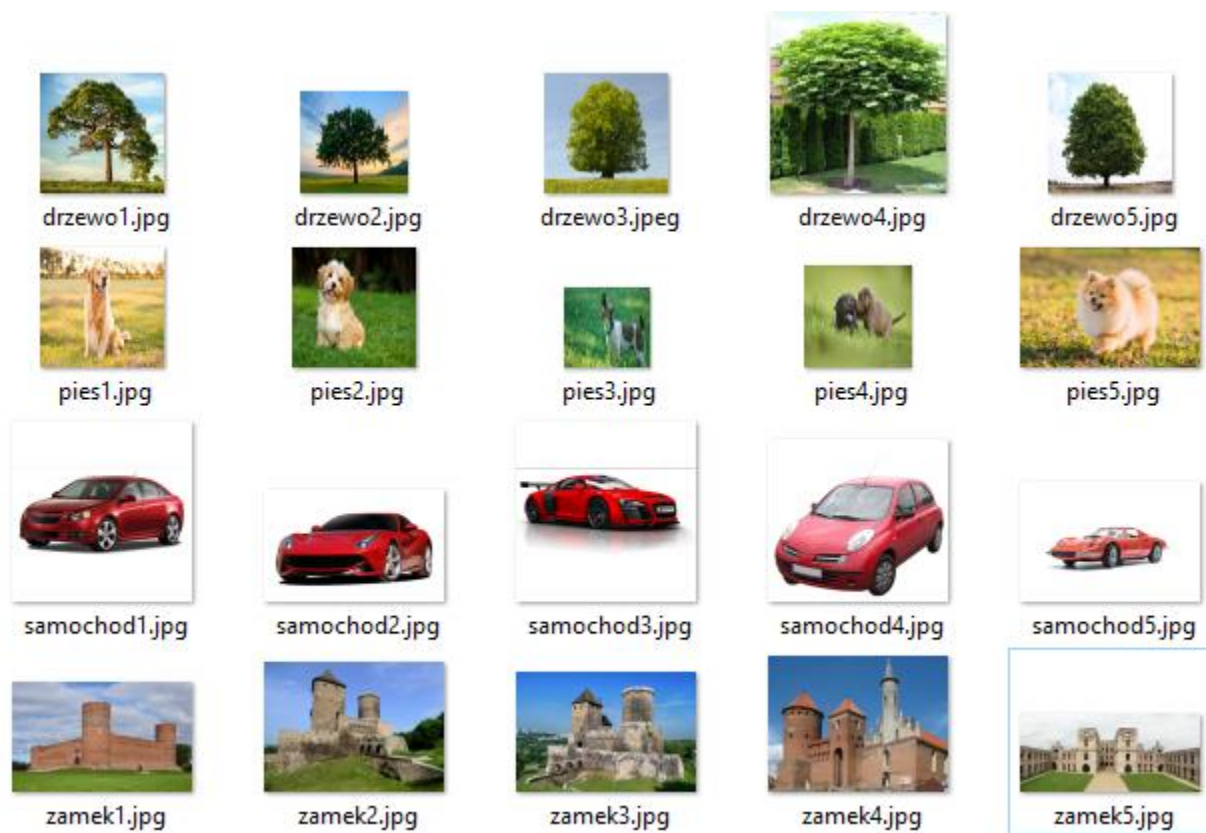 drzewo1.jpg drzewo2.jpg drzewo3.jpeg drzewo4.jpg drzewo5.jpg
pies1.jpg pies2.jpg pies3.jpg pies4.jpg pies5.jpg
samochod1.jpg samochod2.jpg samochod3.jpg samochod4.jpg samochod5.jpg
zamek1.jpg zamek2.jpg zamek3.jpg zamek4.jpg zamek5.jpg